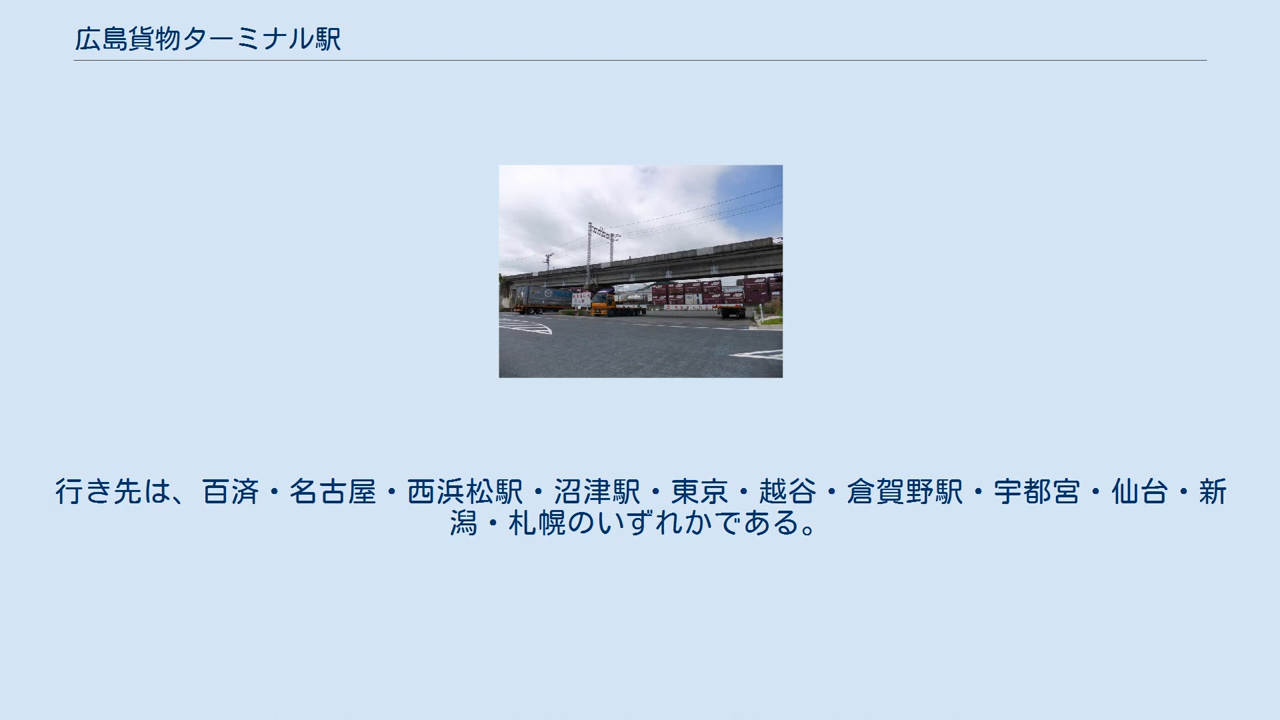 広島貨物ターミナル駅
行き先は、百済・名古屋・西浜松駅・沼津駅・東京・越谷・倉賀野駅・宇都宮・仙台・新
潟・札幌のいずれかである。